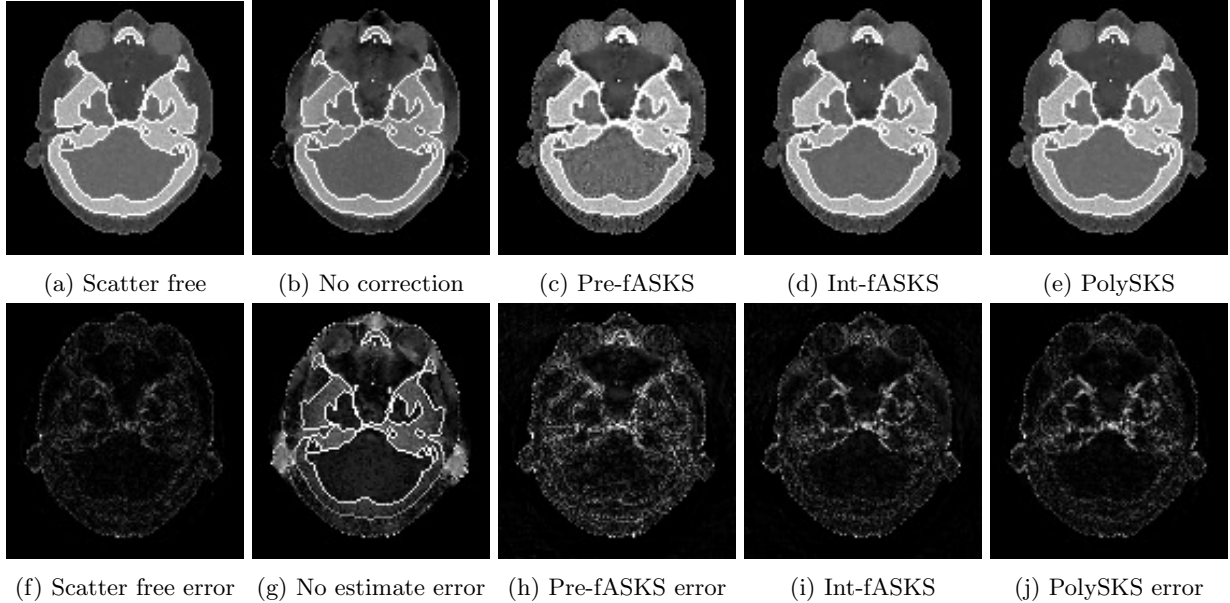 (a) Scatter free (b) No correction (c) Pre-fASKS (d) Int-fASKS (e) PolySKS
(f) Scatter free error (g) No estimate error (h) Pre-fASKS error (i) Int-fASKS (j) PolySKS error